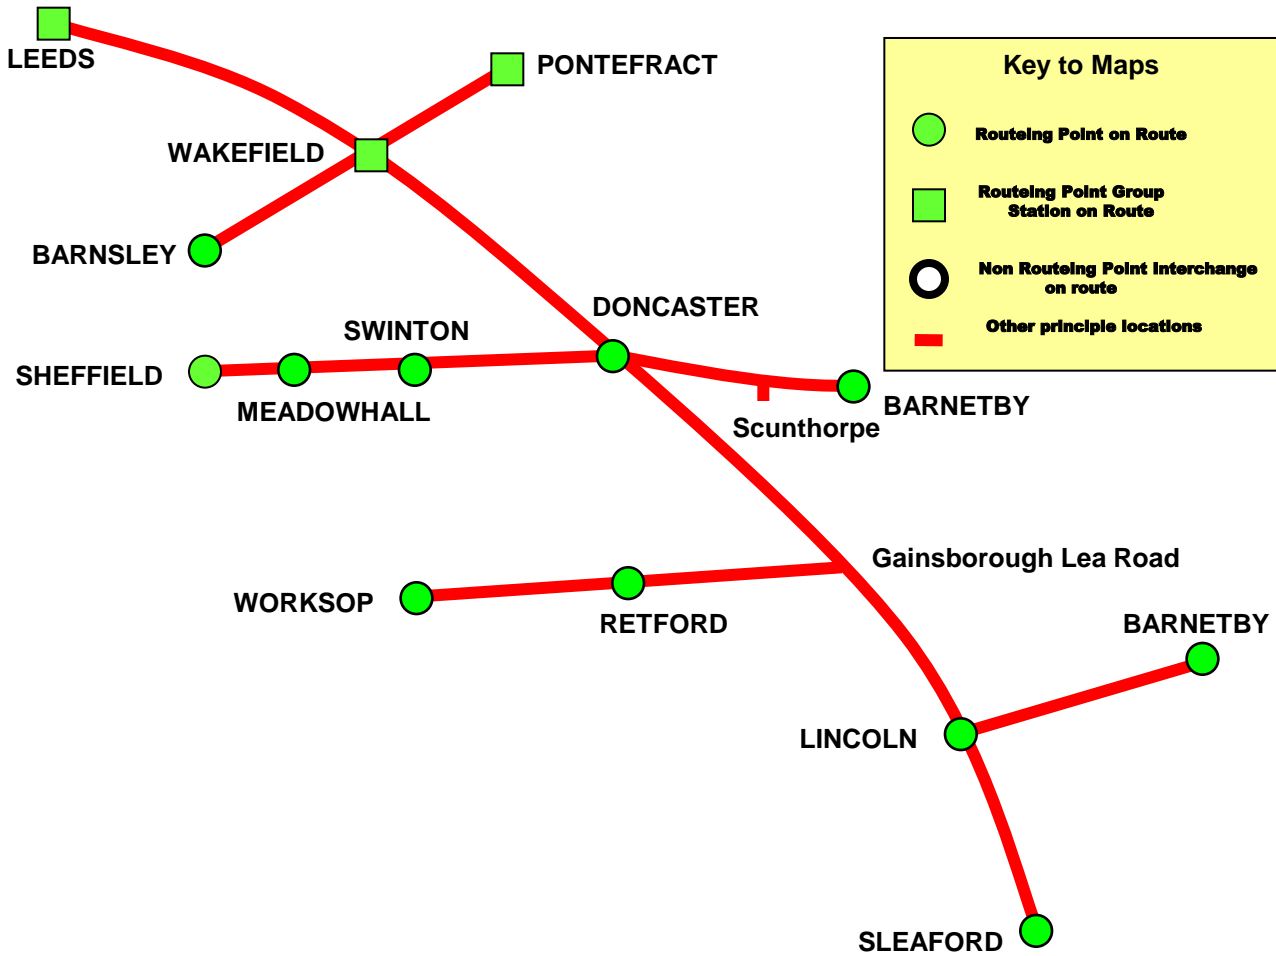 LEEDS
PONTEFRACT
WAKEFIELD
BARNSLEY
DONCASTER
SWINTON
SHEFFIELD
MEADOWHALL
BARNETBY
Scunthorpe
Gainsborough Lea Road
WORKSOP
RETFORD
BARNETBY
LINCOLN
SLEAFORD
Key to Maps
Routeing Point on Route
Routeing Point Group
Station on Route
Non Routeing Point Interchange
on route
Other principle locations